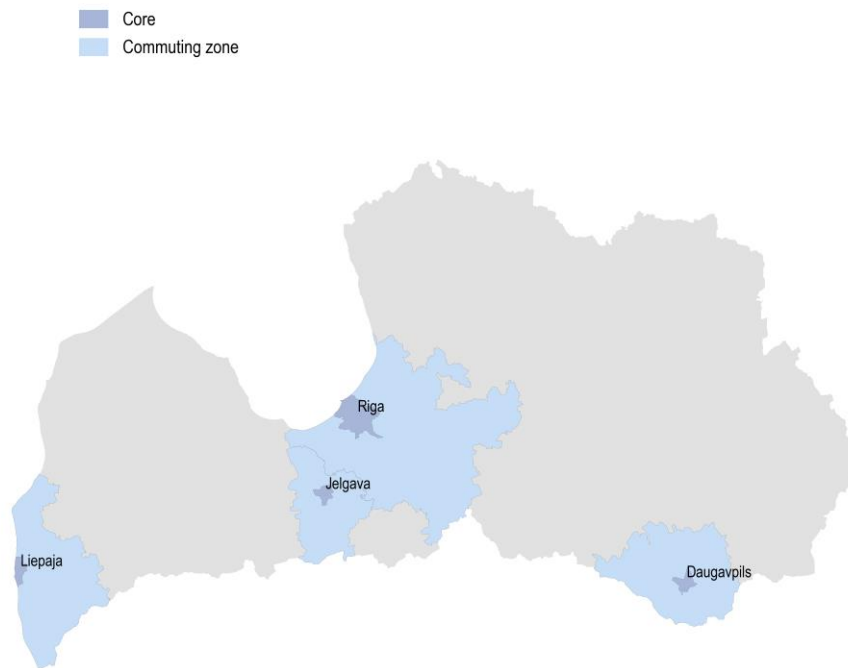 Core
Commuting zone
Riga
Jelgava
Liepaja
Daugavpils